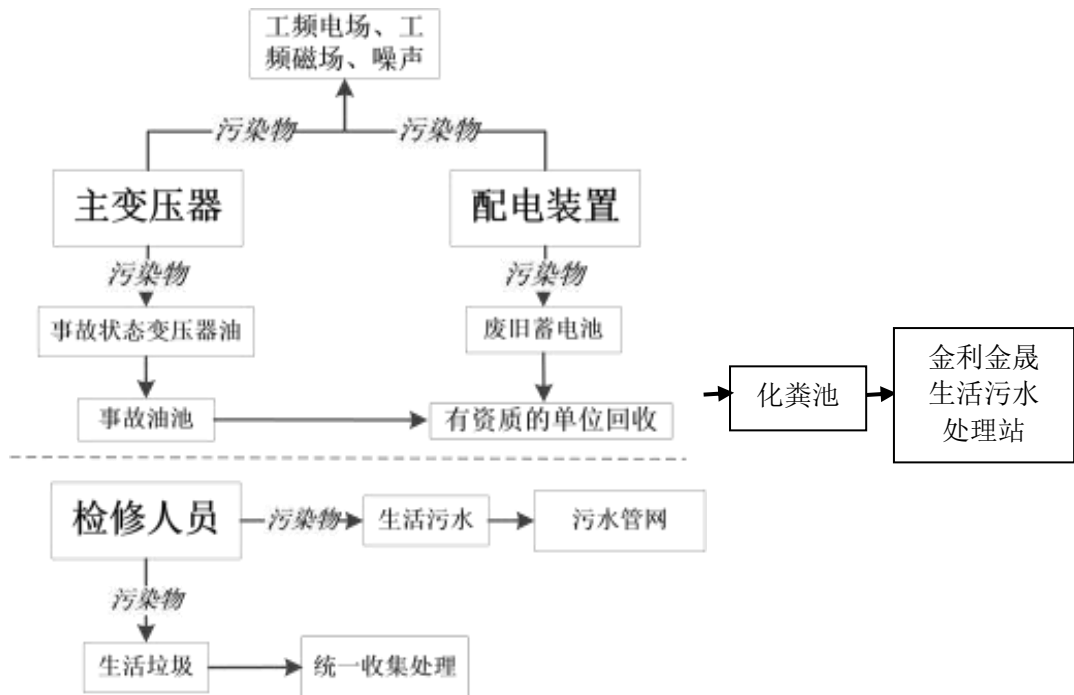 工频电场、工
频磁场、噪声
污染物
污染物
主变压器
配电装置
污染物
污染物
事故状态变压器油
废旧蓄电池
事故油池
有资质的单位回收
化粪池
金利金晟
生活污水
处理站
检修人员
污染物
生活污水
污水管网
污染物
生活垃圾
统一收集处理